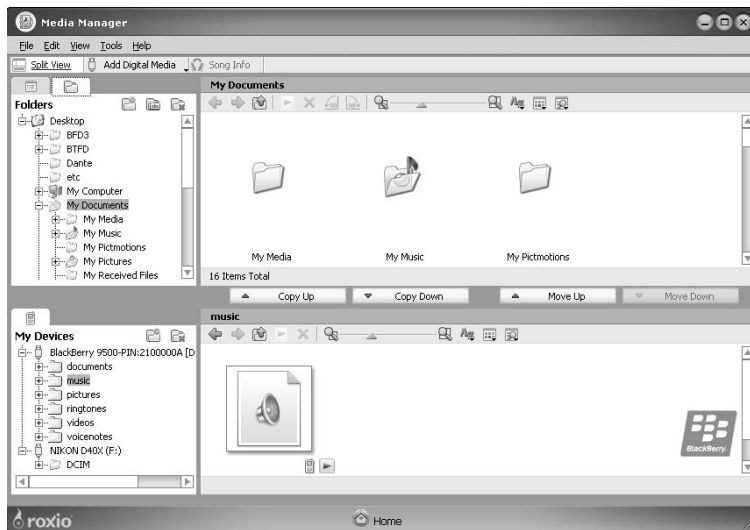 Media Manager
File Edit View Tools Help
Split View Add Digital Media Song Info
Folders
Desktop
BFD3
BTFD
Dante
etc
My Computer
My Documents
My Media
My Music
My Pictmotions
My Pictures
My Received Files
My Documents
My Media My Music My Pictmotions
16 Items Total
Copy Up Copy Down Move Up Move Down
My Devices
BlackBerry 9500-PIN:2100000A [D
documents
music
pictures
ringtones
videos
voicenotes
NIKON D40X (F:)
DCIM
music
BlackBerry
roxio
Home